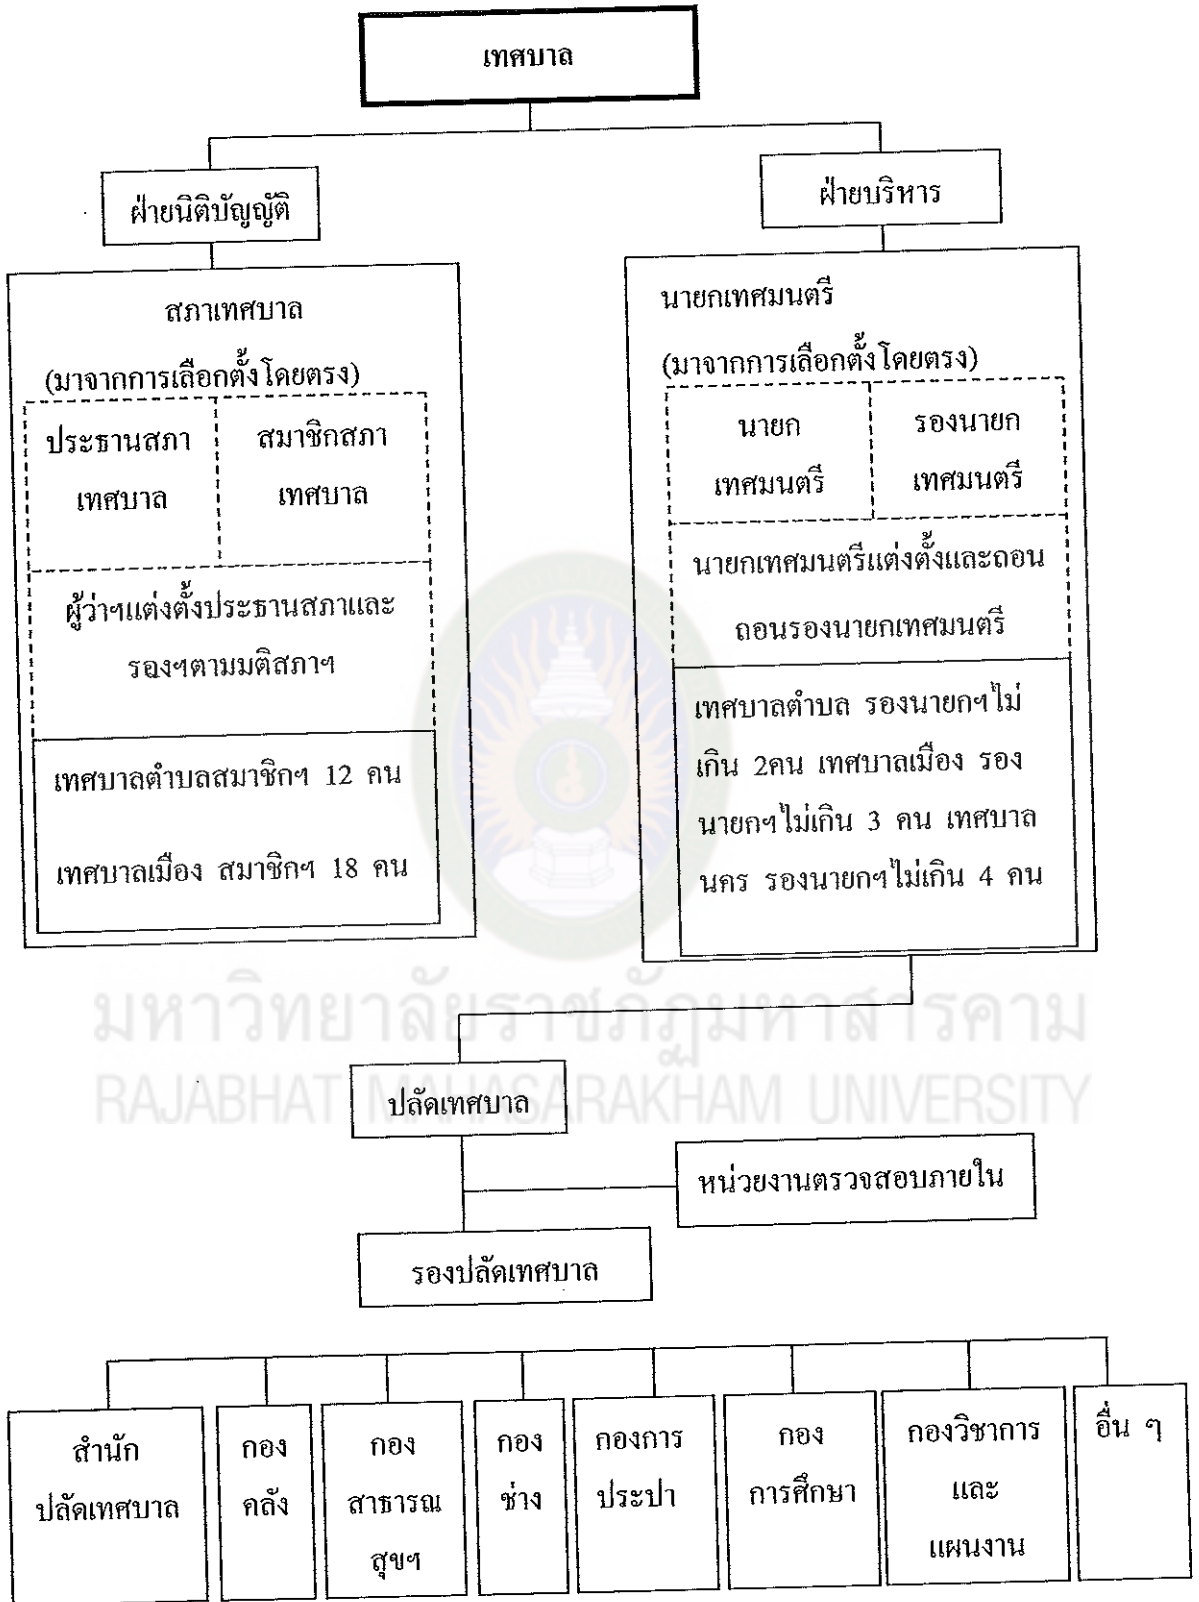 เทศบาล
ฝ่ายนิติบัญญัติ
ฝ่ายบริหาร
สภาเทศบาล
(มาจากการเลือกตั้งโดยตรง)
ประธานสภา
เทศบาล
สมาชิกสภา
เทศบาล
ผู้ว่าฯแต่งตั้งประธานสภาและ
รองฯตามมติสภาฯ
เทศบาลตำบลสมาชิกฯ 12 คน
เทศบาลเมือง สมาชิกฯ 18 คน
นายกเทศมนตรี
(มาจากการเลือกตั้งโดยตรง)
นายก
เทศมนตรี
รองนายก
เทศมนตรี
นายกเทศมนตรีแต่งตั้งและถอน
ถอนรองนายกเทศมนตรี
เทศบาลตำบล รองนายกฯไม่
เกิน 2คน เทศบาลเมือง รอง
นายกฯไม่เกิน 3 คน เทศบาล
นคร รองนายกฯไม่เกิน 4 คน
มหาวิทยาลัยราชภัฏมหาสารคาม
RAJABHAT MAHASARAKHAM UNIVERSITY
ปลัดเทศบาล
หน่วยงานตรวจสอบภายใน
รองปลัดเทศบาล
สำนัก
ปลัดเทศบาล
กอง
คลัง
กอง
สาธารณ
สุขฯ
กอง
ช่าง
กองการ
ประปา
กอง
การศึกษา
กองวิชาการ
และ
แผนงาน
อื่น ๆ